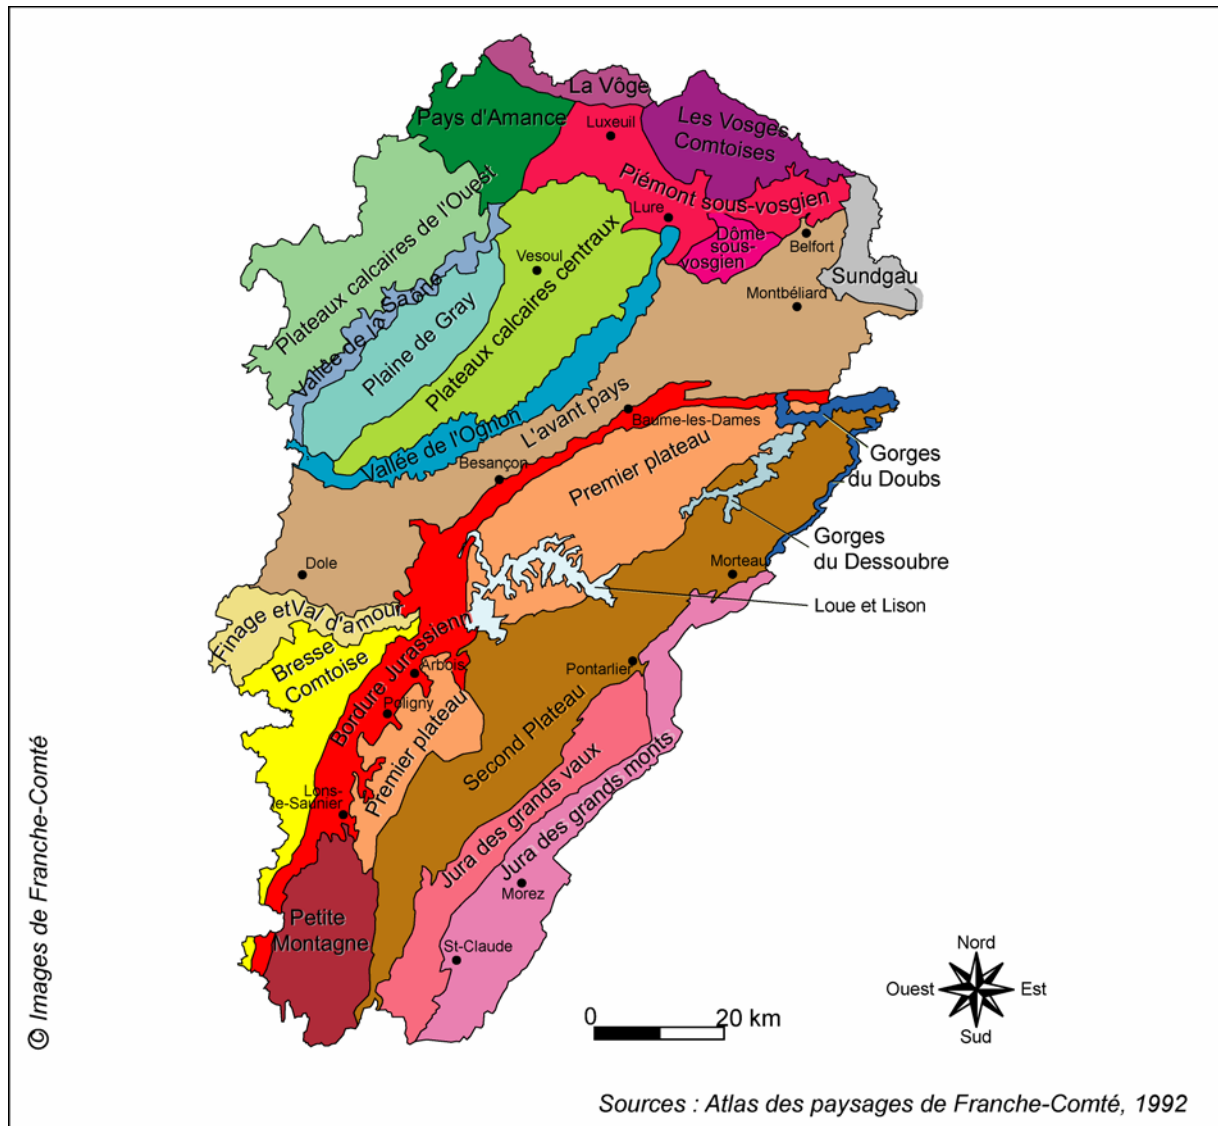 La Vôge
Pays d'Amance
Luxeuil
Les Vosges
Comtoises
Plateaux calcaires de l'Ouest
Piémont sous-vosgien
Lure
Dôme-
sous-
vosgien
Belfort
Sundgau
Vesoul
Plateaux calcaires centraux
Montbéliard
Vallée de la Saône
Plaine de Gray
L'avant pays
Baume-les-Dames
Vallée de l'Ognon
Besançon
Premier plateau
Gorges
du Doubs
Gorges
du Dessoubre
Morteau
Loue et Lison
Dole
Finage et Val d'amour
Bresse
Comtoise
Bordure Jurassienn
Arbois
Poligny
Pontarlier
Premier plateau
Second Plateau
Lons-
le-Saunier
Jura des grands vaux
Jura des grands monts
Morez
Petite
Montagne
St-Claude
Nord
Ouest
Est
Sud
0
20 km
© Images de Franche-Comté
Sources : Atlas des paysages de Franche-Comté, 1992